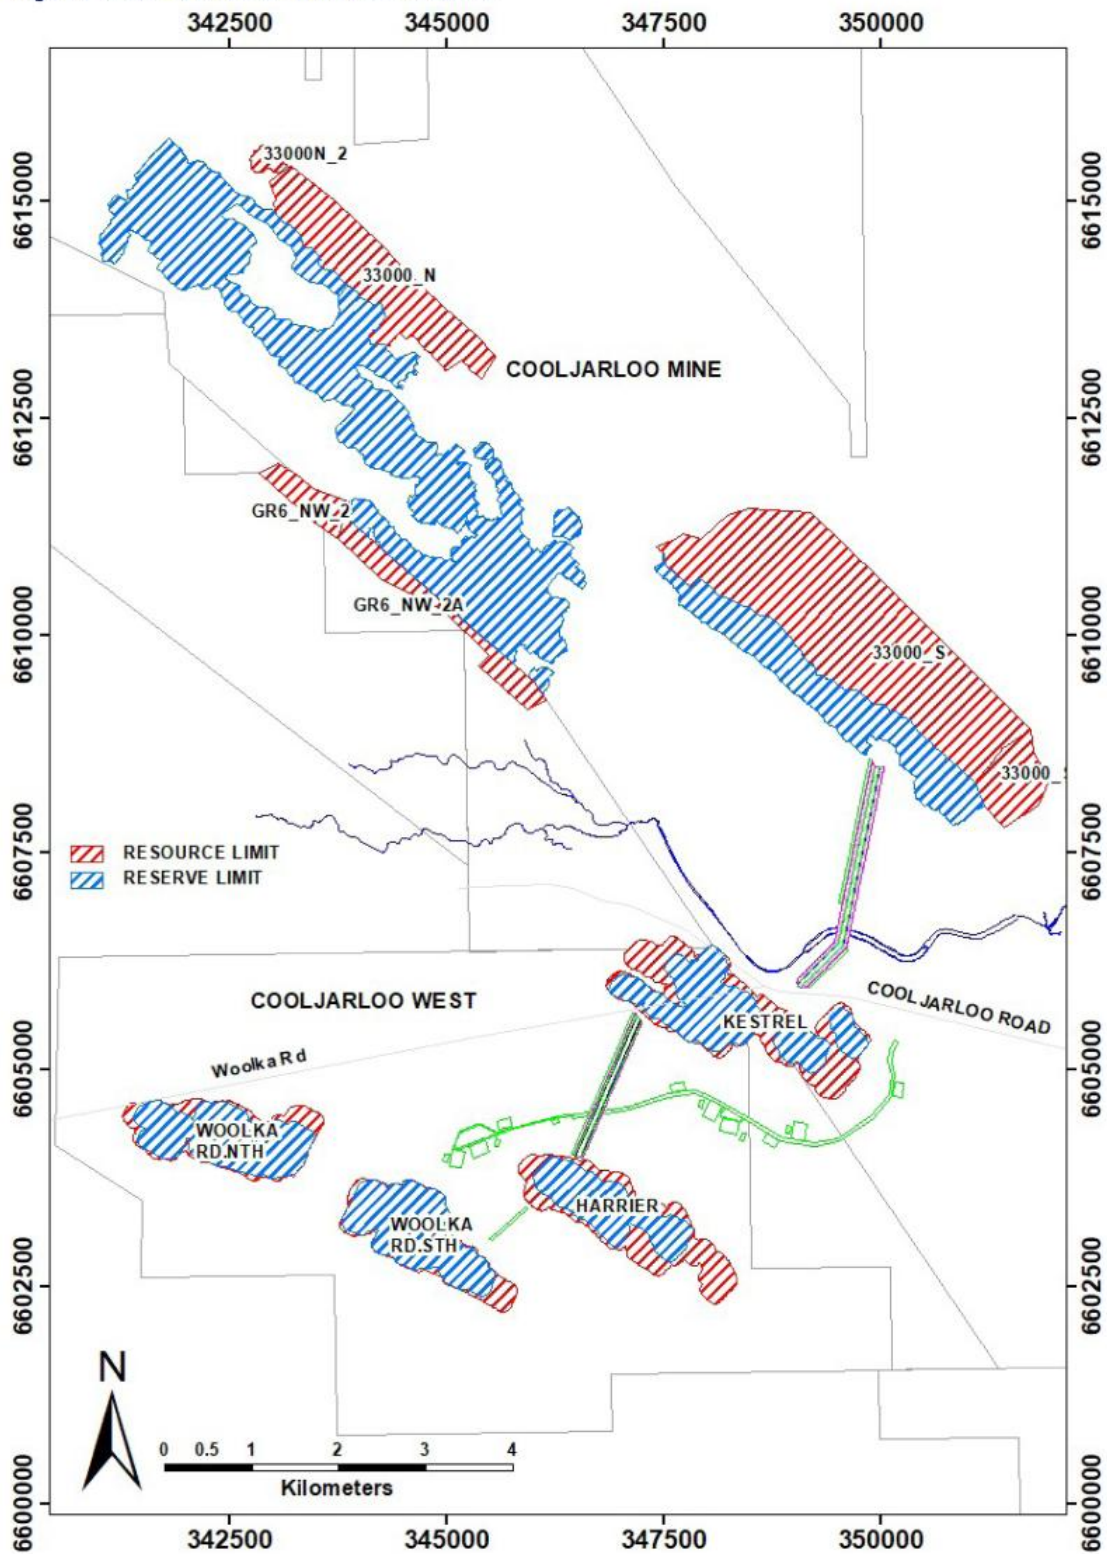 342500 345000 347500 350000
33000N_2
6615000 6615000
33000_N
COOLJARLOO MINE
6612500 6612500
GR6_NW_2
GR6_NW_2A
6610000 6610000
33000_S
33000_
6607500 6607500
RESOURCE LIMIT
RESERVE LIMIT
COOLJARLOO WEST
COOLJARLOO ROAD
KESTREL
Woolka Rd
6605000 6605000
WOOLKA
RD.NTH
HARRIER
WOOLKA
RD.STH
6602500 6602500
N
0 0.5 1 2 3 4
Kilometers
6600000 6600000
342500 345000 347500 350000